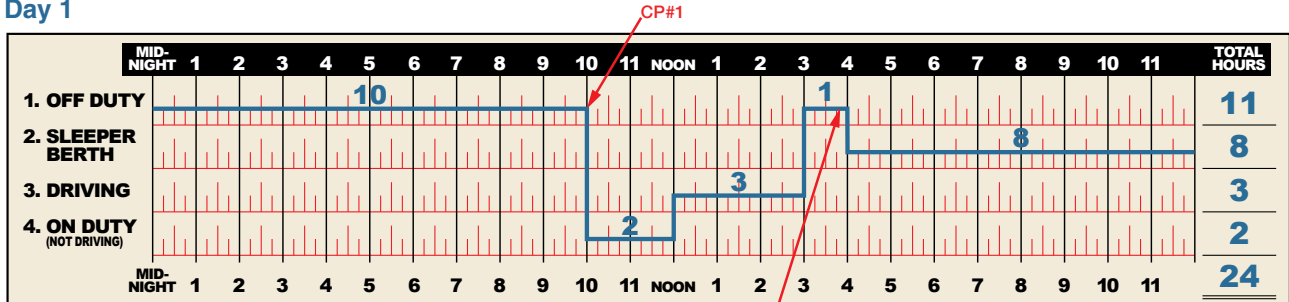 Day 1
CP#1
MID-NIGHT 1 2 3 4 5 6 7 8 9 10 11 NOON 1 2 3 4 5 6 7 8 9 10 11 TOTAL HOURS
1. OFF DUTY 10 1 11
2. SLEEPER BERTH 8 8
3. DRIVING 3 3
4. ON DUTY (NOT DRIVING) 2 2
MID-NIGHT 1 2 3 4 5 6 7 8 9 10 11 NOON 1 2 3 4 5 6 7 8 9 10 11 24